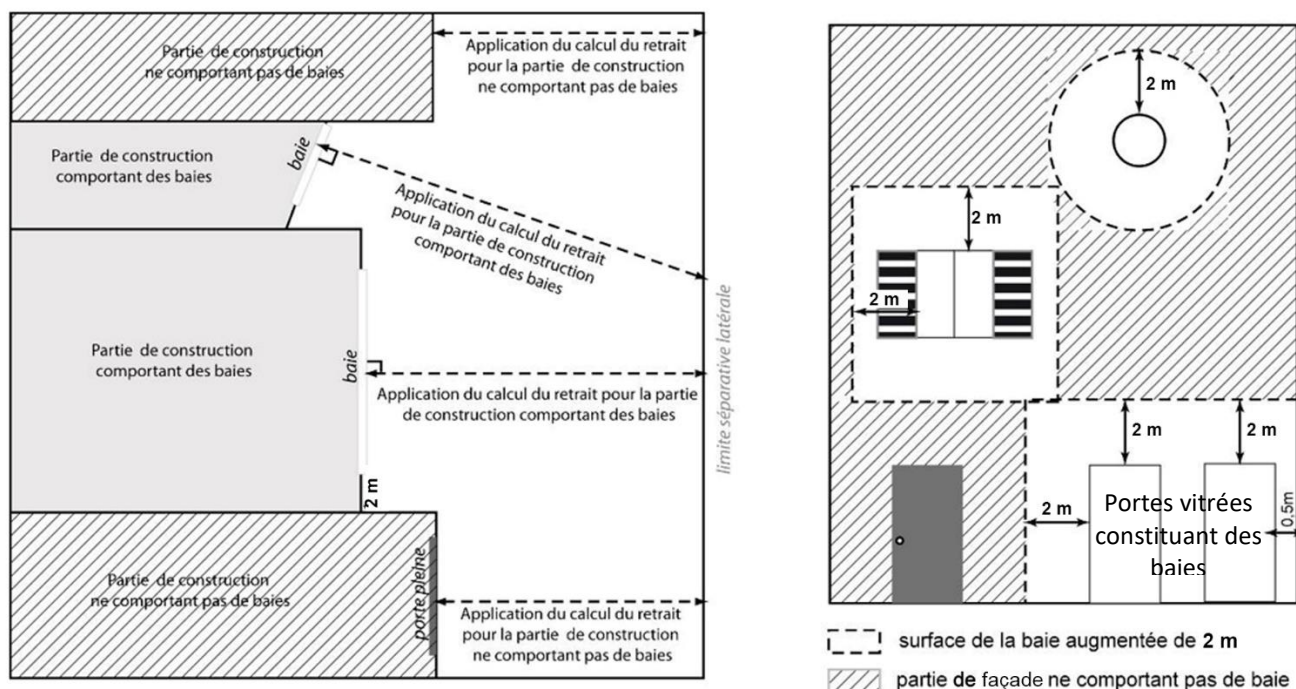 Partie de construction
ne comportant pas de baies
Application du calcul du retrait
pour la partie de construction
ne comportant pas de baies
Partie de construction
comportant des baies
baie
Application du calcul du retrait
pour la partie de construction
comportant des baies
Partie de construction
comportant des baies
baie
Application du calcul du retrait pour la partie
de construction comportant des baies
limite séparative latérale
2 m
Partie de construction
ne comportant pas de baies
porte pleine
Application du calcul du retrait
pour la partie de construction
ne comportant pas de baies
2 m
2 m
2 m
2 m
2 m
2 m
Portes vitrées
constituant des
baies
0,5m
surface de la baie augmentée de 2 m
partie de façade ne comportant pas de baie